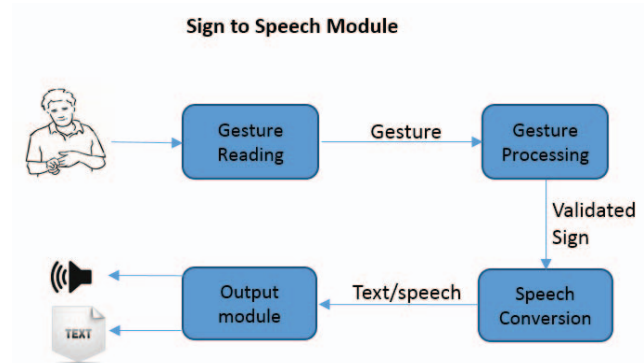 Sign to Speech Module
Gesture
Reading
Gesture
Gesture
Processing
Validated
Sign
Speech
Conversion
Text/speech
Output
module
TEXT